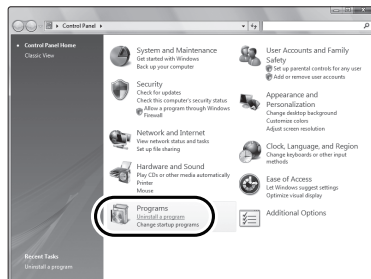 Control Panel
Control Panel Home
Classic View
System and Maintenance
Get started with Windows
Back up your computer
Security
Check for updates
Check this computer's security status
Allow a program through Windows
Firewall
Network and Internet
View network status and tasks
Set up file sharing
Hardware and Sound
Play CDs or other media automatically
Printer
Mouse
Programs
Uninstall a program
Change startup programs
User Accounts and Family
Safety
Set up parental controls for any user
Add or remove user accounts
Appearance and
Personalization
Change desktop background
Customize colors
Adjust screen resolution
Clock, Language, and Region
Change keyboards or other input
methods
Ease of Access
Let Windows suggest settings
Optimize visual display
Additional Options
Recent Tasks
Uninstall a program